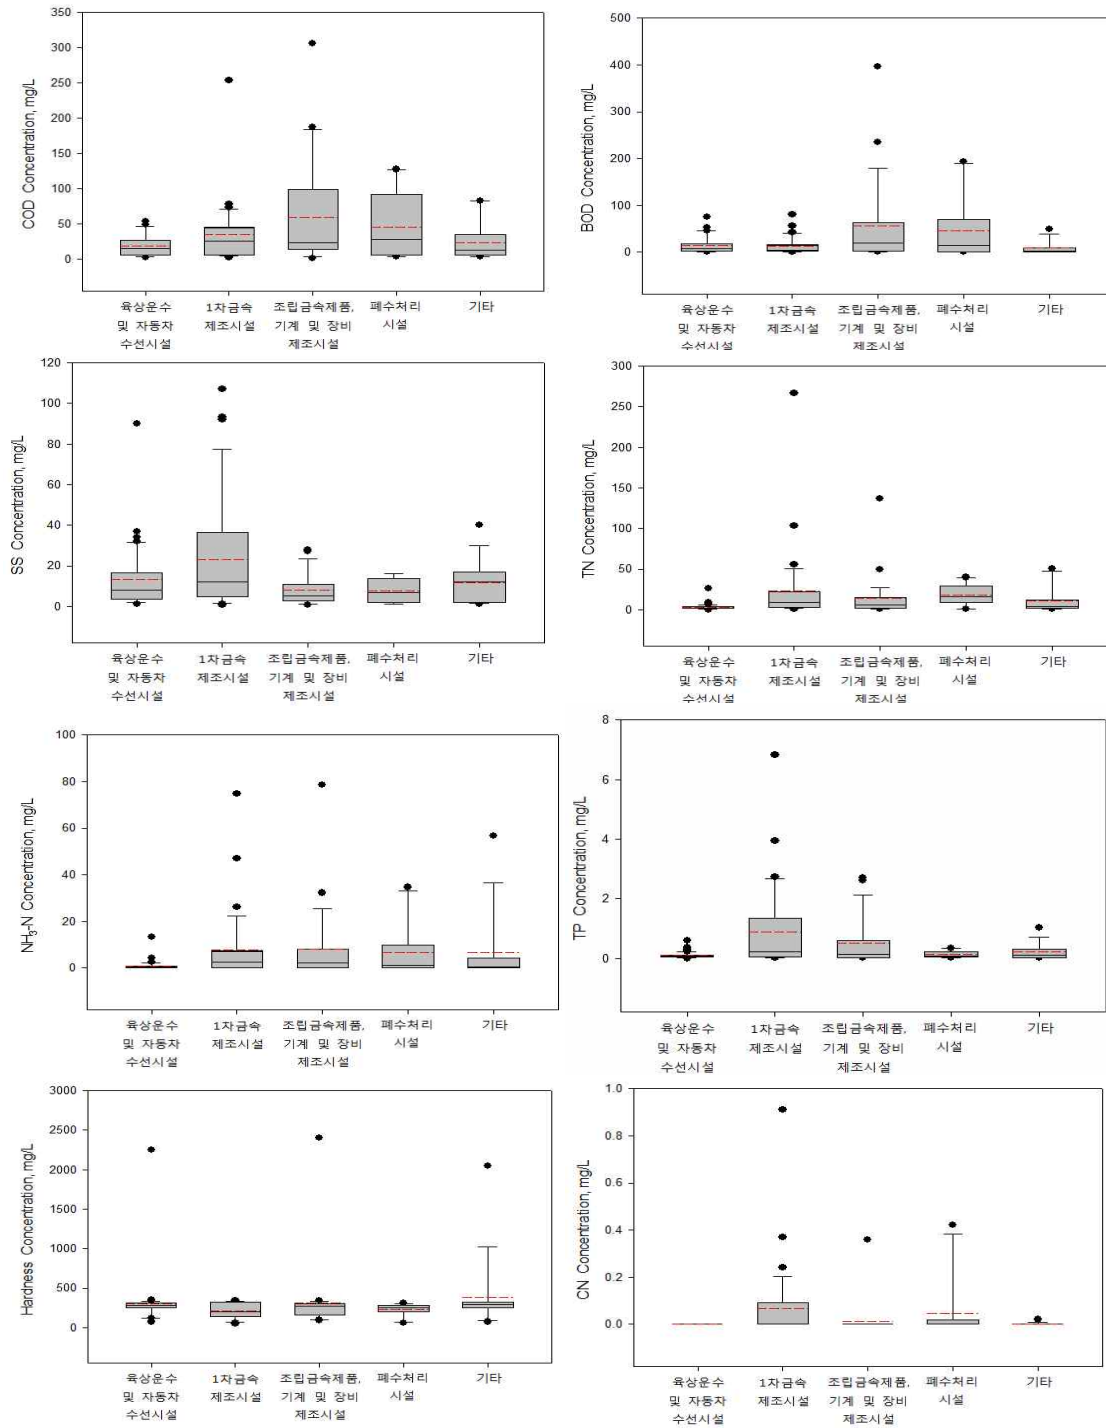 COD Concentration, mg/L
350
300
250
200
150
100
50
0
육상운수
및 자동차
수선시설
1차금속
제조시설
조립금속제품,
기계 및 장비
제조시설
폐수처리
시설
기타
BOD Concentration, mg/L
500
400
300
200
100
0
육상운수
및 자동차
수선시설
1차금속
제조시설
조립금속제품,
기계 및 장비
제조시설
폐수처리
시설
기타
SS Concentration, mg/L
120
100
80
60
40
20
0
육상운수
및 자동차
수선시설
1차금속
제조시설
조립금속제품,
기계 및 장비
제조시설
폐수처리
시설
기타
TN Concentration, mg/L
300
250
200
150
100
50
0
육상운수
및 자동차
수선시설
1차금속
제조시설
조립금속제품,
기계 및 장비
제조시설
폐수처리
시설
기타
NH₃-N Concentration, mg/L
100
80
60
40
20
0
육상운수
및 자동차
수선시설
1차금속
제조시설
조립금속제품,
기계 및 장비
제조시설
폐수처리
시설
기타
TP Concentration, mg/L
8
6
4
2
0
육상운수
및 자동차
수선시설
1차금속
제조시설
조립금속제품,
기계 및 장비
제조시설
폐수처리
시설
기타
Hardness Concentration, mg/L
3000
2500
2000
1500
1000
500
0
육상운수
및 자동차
수선시설
1차금속
제조시설
조립금속제품,
기계 및 장비
제조시설
폐수처리
시설
기타
CN Concentration, mg/L
1.0
0.8
0.6
0.4
0.2
0.0
육상운수
및 자동차
수선시설
1차금속
제조시설
조립금속제품,
기계 및 장비
제조시설
폐수처리
시설
기타